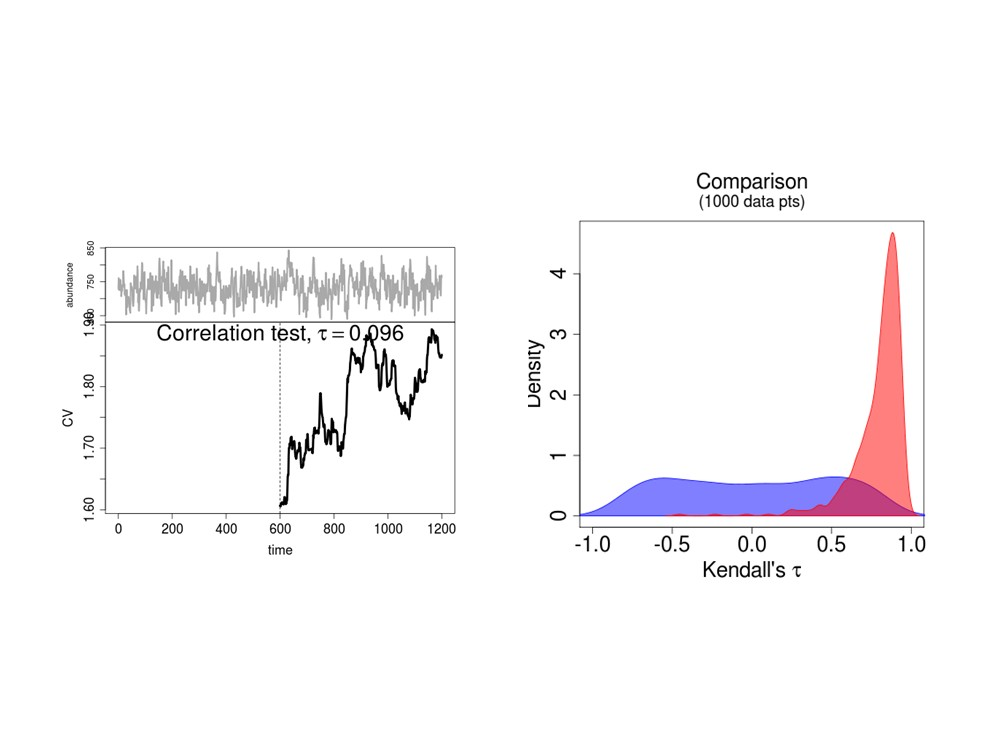 850
750
abundance
Correlation test, τ = 0.096
1.80
1.70
1.60
CV
0 200 400 600 800 1000 1200
time
Comparison
(1000 data pts)
4
3
2
1
0
Density
-1.0 -0.5 0.0 0.5 1.0
Kendall's τ